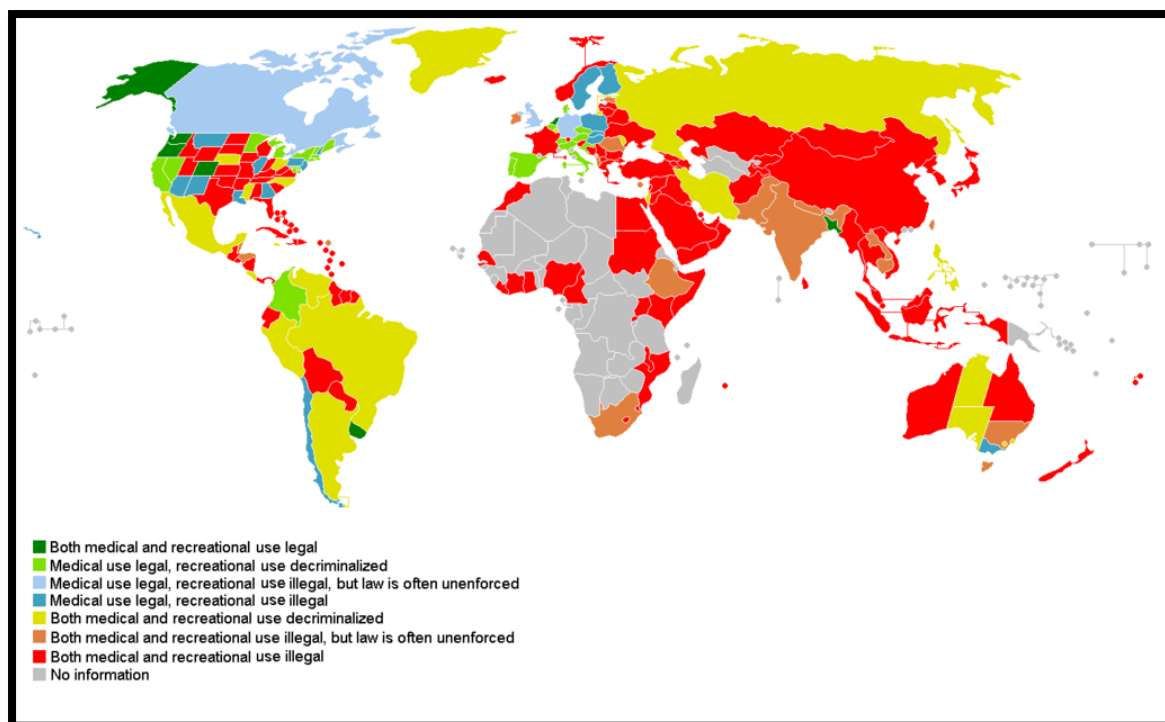 Both medical and recreational use legal
Medical use legal, recreational use decriminalized
Medical use legal, recreational use illegal, but law is often unenforced
Medical use legal, recreational use illegal
Both medical and recreational use decriminalized
Both medical and recreational use illegal, but law is often unenforced
Both medical and recreational use illegal
No information